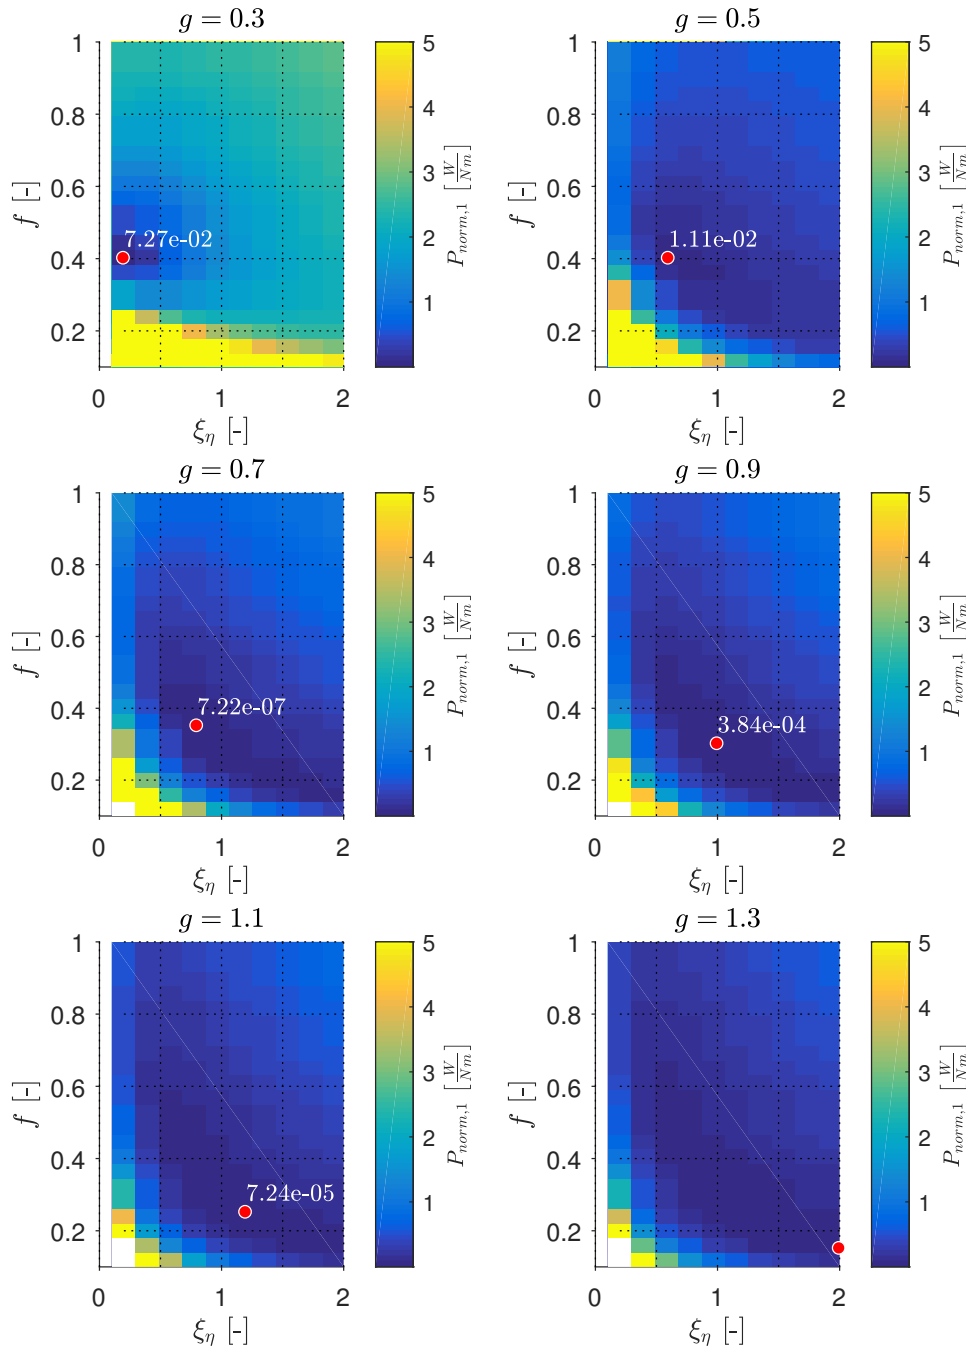 g = 0.3
1
0.8
0.6
0.4
0.2
f [-]
7.27e-02
0 1 2
ξη [-]
5
4
3
2
1
P_norm,1 [W/Nm]
g = 0.5
1
0.8
0.6
0.4
0.2
f [-]
1.11e-02
0 1 2
ξη [-]
5
4
3
2
1
P_norm,1 [W/Nm]
g = 0.7
1
0.8
0.6
0.4
0.2
f [-]
7.22e-07
0 1 2
ξη [-]
5
4
3
2
1
P_norm,1 [W/Nm]
g = 0.9
1
0.8
0.6
0.4
0.2
f [-]
3.84e-04
0 1 2
ξη [-]
5
4
3
2
1
P_norm,1 [W/Nm]
g = 1.1
1
0.8
0.6
0.4
0.2
f [-]
7.24e-05
0 1 2
ξη [-]
5
4
3
2
1
P_norm,1 [W/Nm]
g = 1.3
1
0.8
0.6
0.4
0.2
f [-]
0 1 2
ξη [-]
5
4
3
2
1
P_norm,1 [W/Nm]